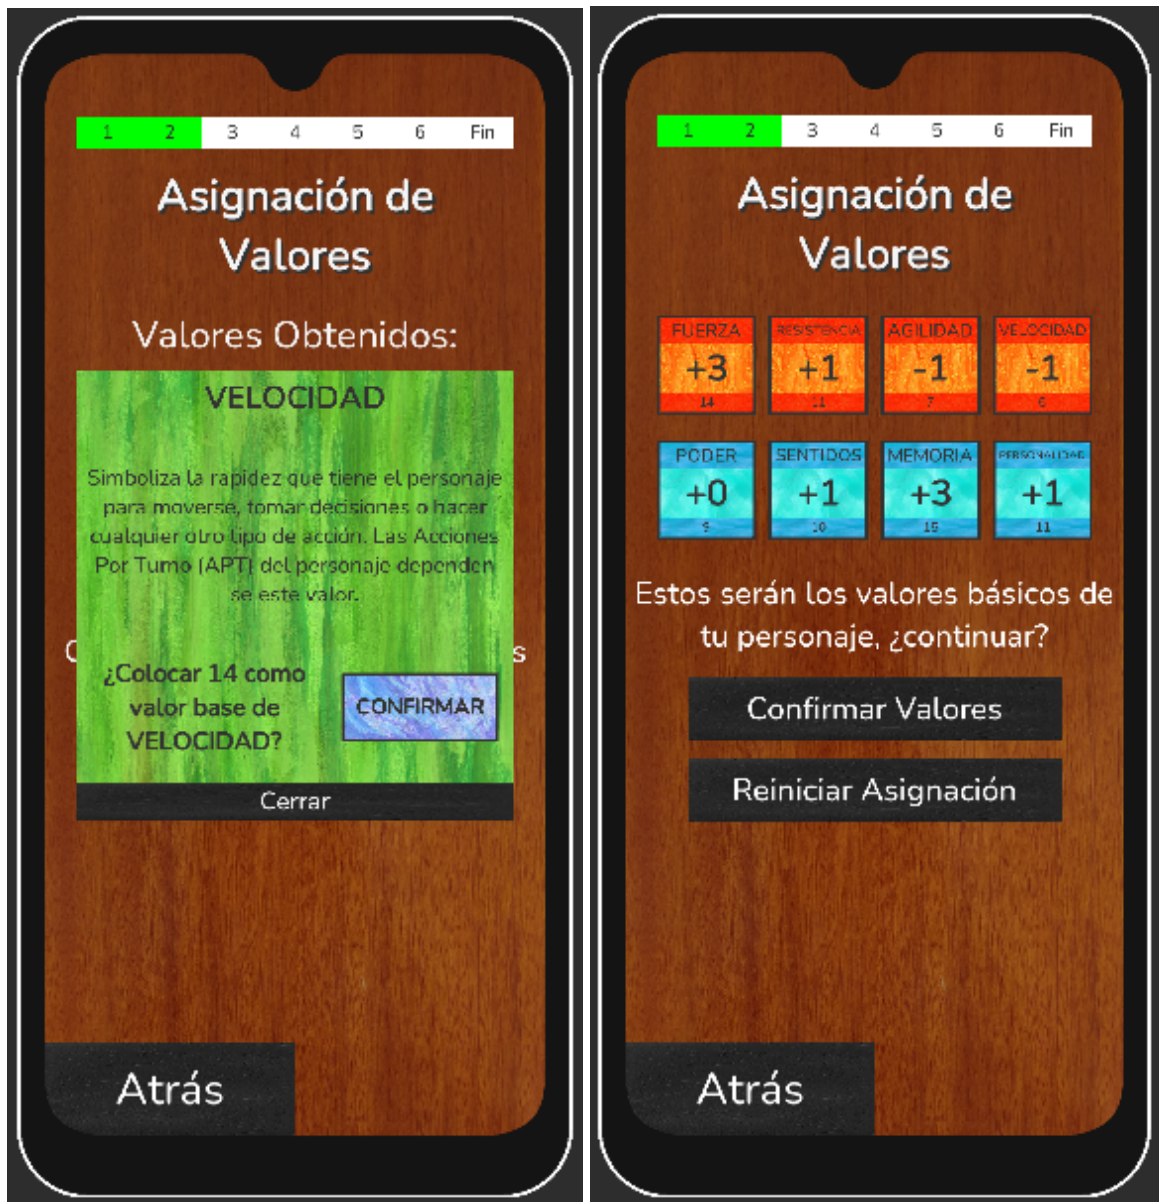 1 2 3 4 5 6 Fin
Asignación de
Valores
Valores Obtenidos:
VELOCIDAD
Simboliza la rapidez que tiene el personaje
para moverse, tomar decisiones o hacer
cualquier otro tipo de acción. Las Acciones
Por Turno (APT) del personaje dependen
se este valor.
¿Colocar 14 como
valor base de
VELOCIDAD?
CONFIRMAR
Cerrar
Atrás
1 2 3 4 5 6 Fin
Asignación de
Valores
FUERZA RESISTENCIA AGILIDAD VELOCIDAD
+3 +1 -1 -1
14 11 7 6
PODER SENTIDOS MEMORIA PERSONALIDAD
+0 +1 +3 +1
9 10 15 11
Estos serán los valores básicos de
tu personaje, ¿continuar?
Confirmar Valores
Reiniciar Asignación
Atrás